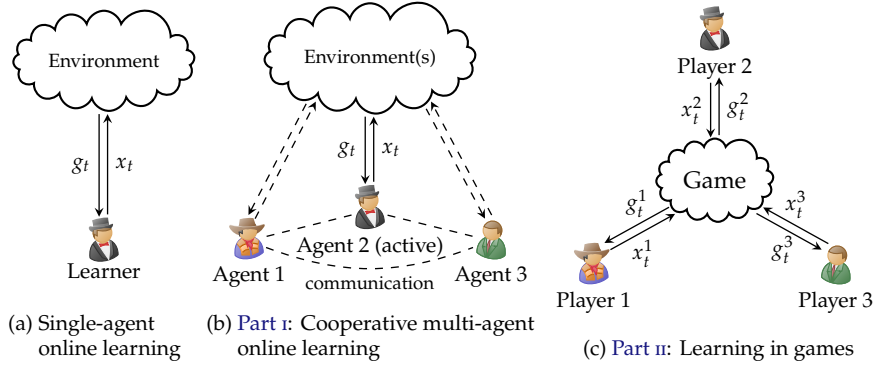 Environment
g_t
x_t
Learner
(a) Single-agent
online learning
Environment(s)
g_t
x_t
Agent 1
Agent 2 (active)
Agent 3
communication
(b) Part I: Cooperative multi-agent
online learning
Player 2
x_t^2
g_t^2
Game
g_t^1
x_t^1
x_t^3
g_t^3
Player 1
Player 3
(c) Part II: Learning in games